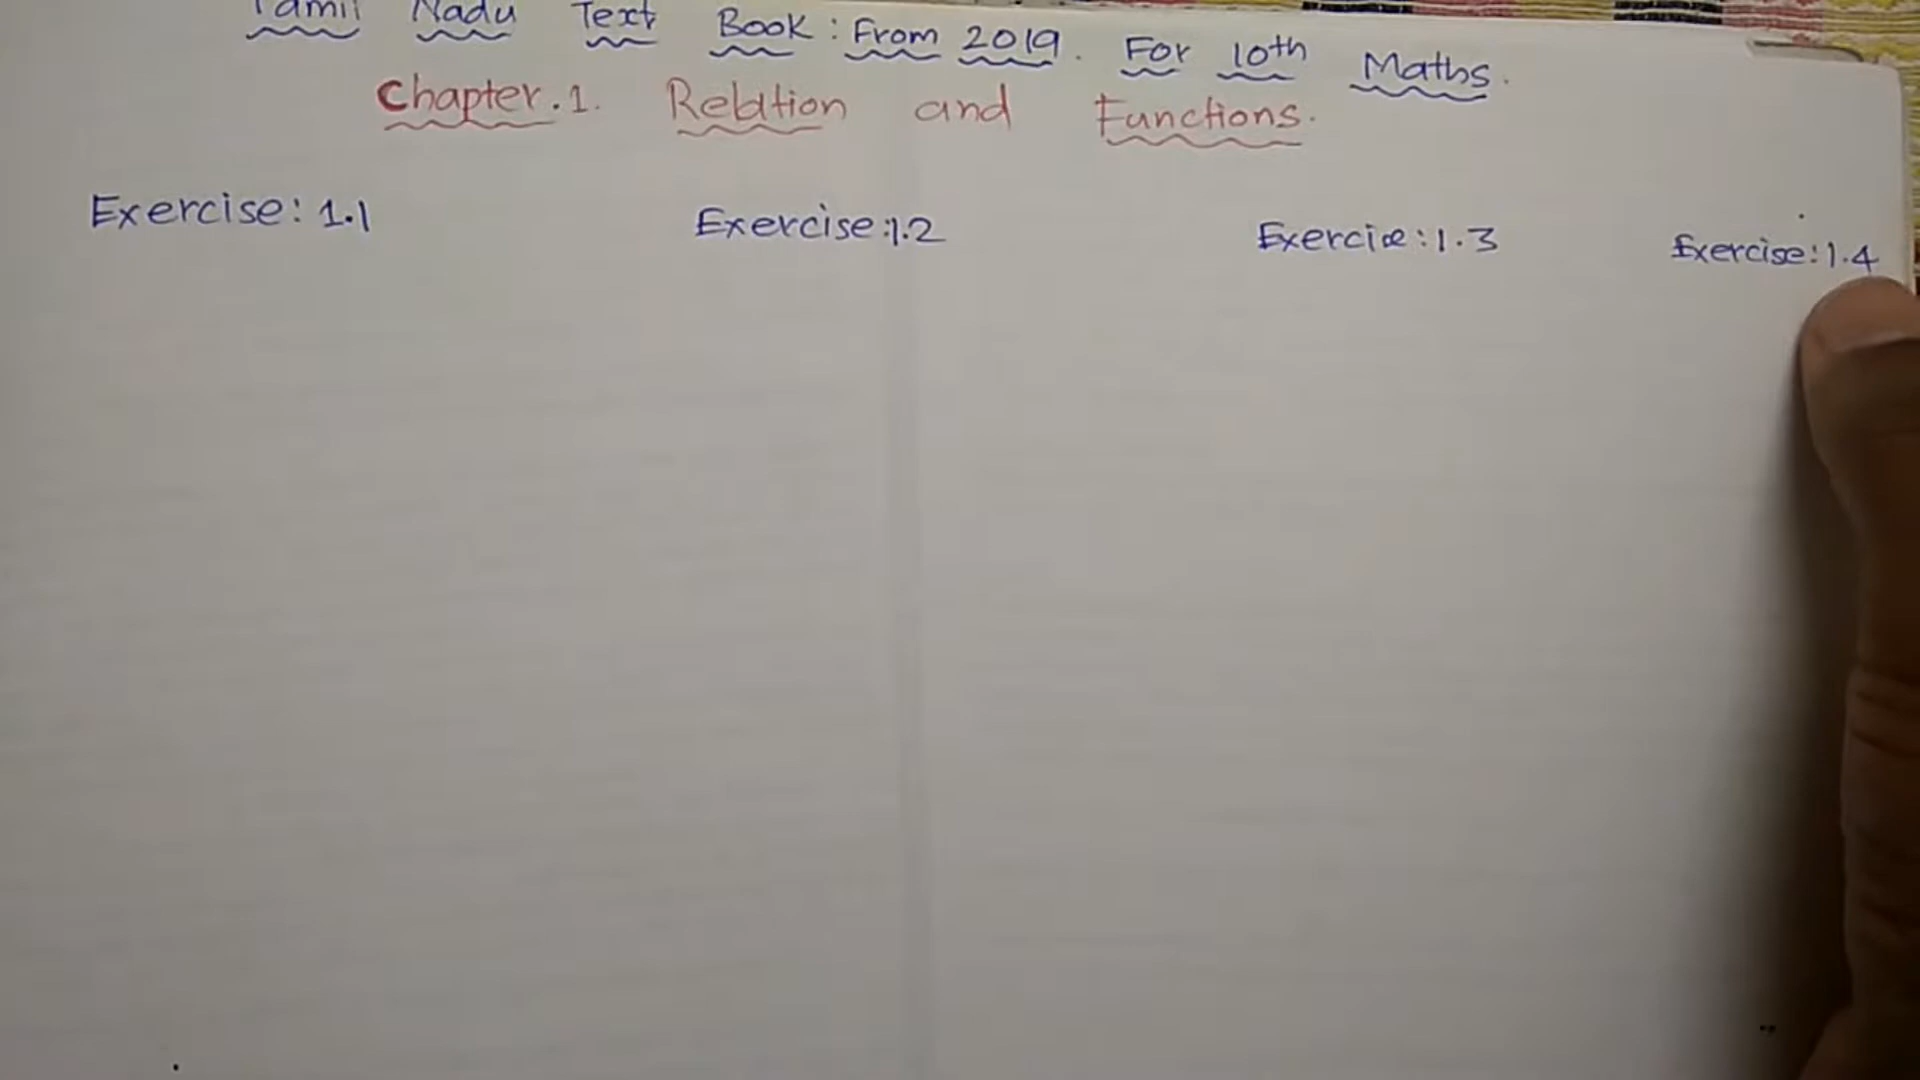 Tamil Nadu Text Book : From 2019. For 10th Maths.
Chapter.1. Relation and Functions.
Exercise: 1.1 Exercise:1.2 Exercise:1.3 Exercise:1.4